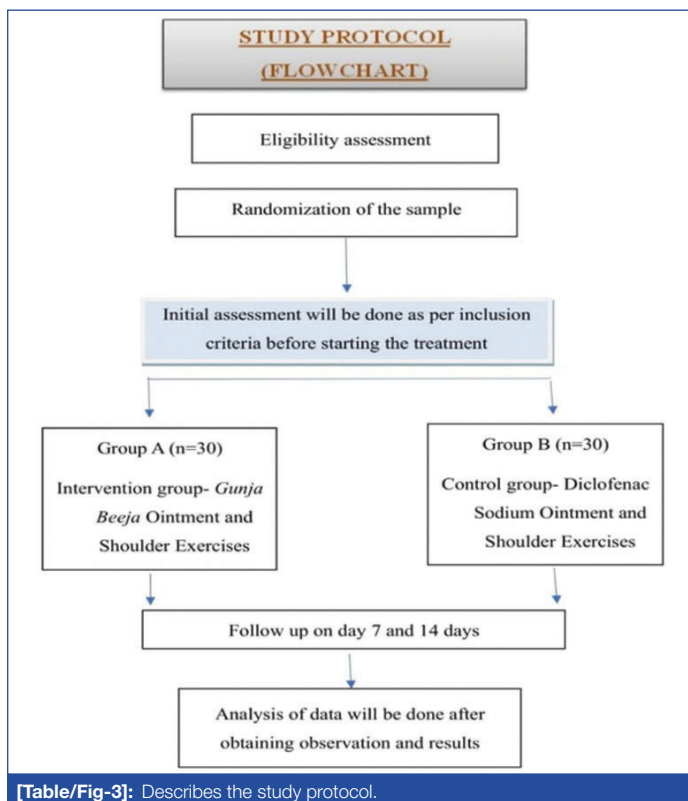 STUDY PROTOCOL
(FLOWCHART)
Eligibility assessment
Randomization of the sample
Initial assessment will be done as per inclusion
criteria before starting the treatment
Group A (n=30)
Intervention group- Gunja
Beeja Ointment and
Shoulder Exercises
Group B (n=30)
Control group- Diclofenac
Sodium Ointment and
Shoulder Exercises
Follow up on day 7 and 14 days
Analysis of data will be done after
obtaining observation and results
[Table/Fig-3]: Describes the study protocol.